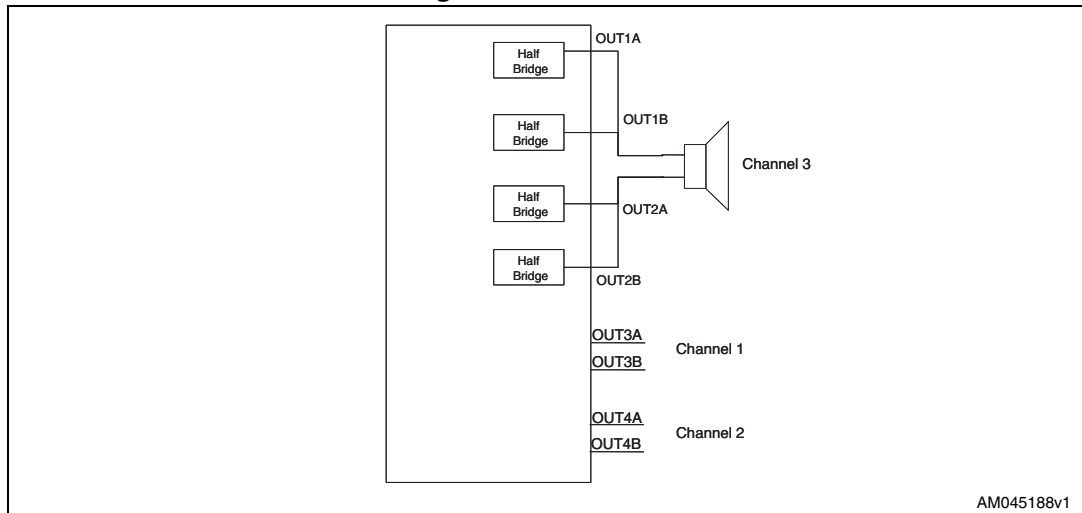 OUT1A
Half
Bridge
OUT1B
Half
Bridge
Channel 3
Half
Bridge
OUT2A
Half
Bridge
OUT2B
OUT3A
Channel 1
OUT3B
OUT4A
Channel 2
OUT4B
AM045188v1